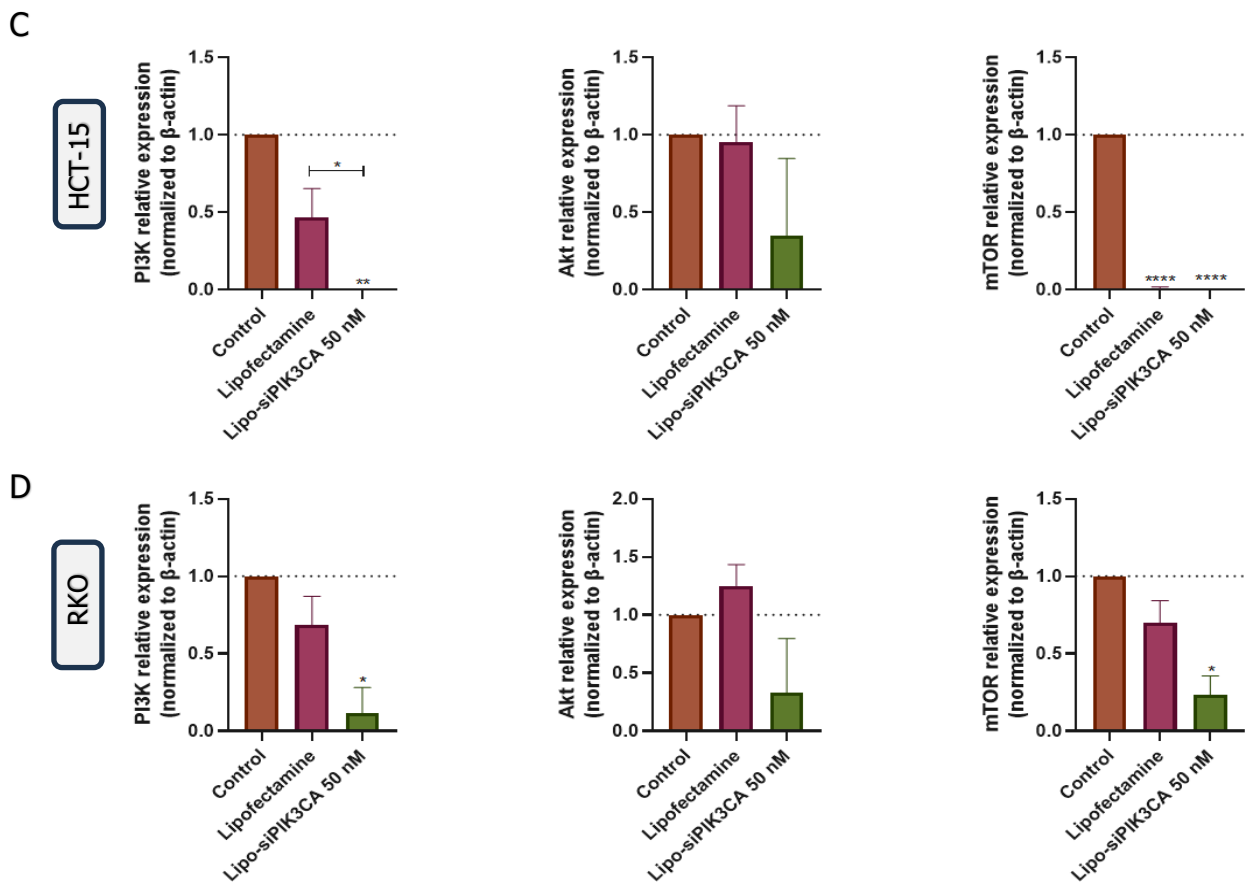 C
HCT-15
PI3K relative expression
(normalized to β-actin)
1.5
1.0
0.5
0.0
*
**
Control
Lipofectamine
Lipo-siPIK3CA 50 nM
Akt relative expression
(normalized to β-actin)
1.5
1.0
0.5
0.0
Control
Lipofectamine
Lipo-siPIK3CA 50 nM
mTOR relative expression
(normalized to β-actin)
1.5
1.0
0.5
0.0
****
****
Control
Lipofectamine
Lipo-siPIK3CA 50 nM
D
RKO
PI3K relative expression
(normalized to β-actin)
1.5
1.0
0.5
0.0
*
Control
Lipofectamine
Lipo-siPIK3CA 50 nM
Akt relative expression
(normalized to β-actin)
2.0
1.5
1.0
0.5
0.0
Control
Lipofectamine
Lipo-siPIK3CA 50 nM
mTOR relative expression
(normalized to β-actin)
1.5
1.0
0.5
0.0
*
Control
Lipofectamine
Lipo-siPIK3CA 50 nM